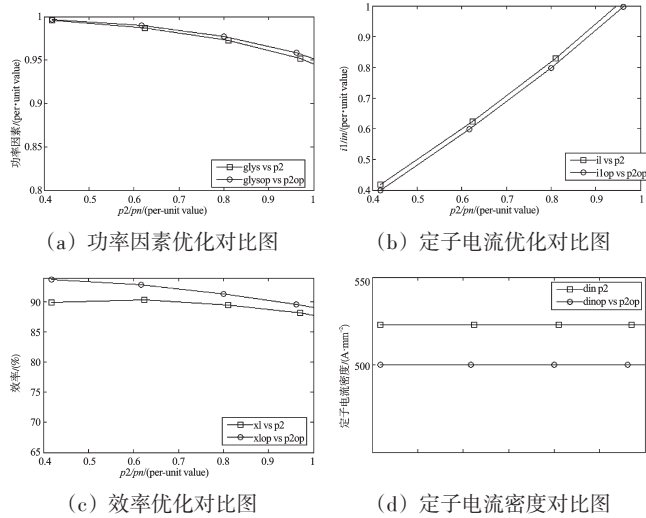 1
0.95
0.9
0.85
0.8
0.4 0.5 0.6 0.7 0.8 0.9 1
功率因素/(per·unit value)
p2/pn/(per-unit value)
glys vs p2
glysop vs p2op
(a) 功率因素优化对比图
1
0.9
0.8
0.7
0.6
0.5
0.4
0.4 0.5 0.6 0.7 0.8 0.9 1
i1/in/(per·unit value)
p2/pn/(per-unit value)
il vs p2
i1op vs p2op
(b) 定子电流优化对比图
90
85
80
75
70
65
0.4 0.5 0.6 0.7 0.8 0.9 1
效率/(%)
p2/pn/(per-unit value)
xl vs p2
xlop vs p2op
(c) 效率优化对比图
550
500
定子电流密度/(A·mm⁻²)
din p2
dinop vs p2op
(d) 定子电流密度对比图